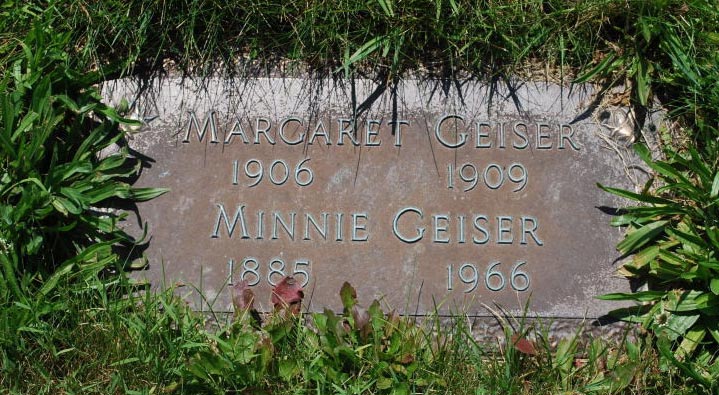 MARGARET GEISER
1906 1909
MINNIE GEISER
1885 1966